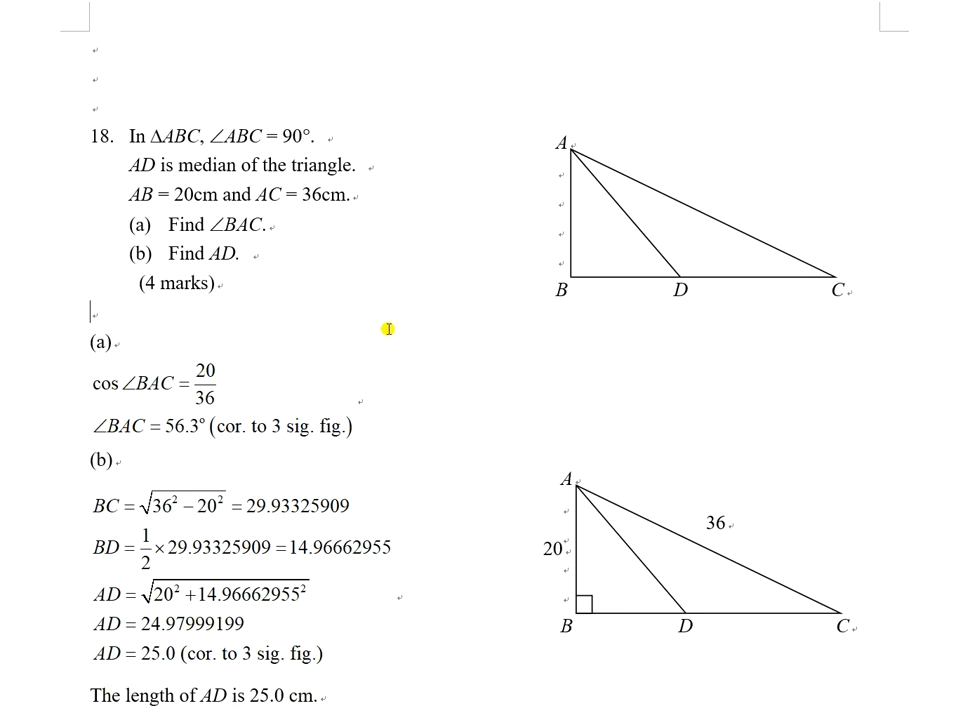 18. In ΔABC, ∠ABC = 90°.
AD is median of the triangle.
AB = 20cm and AC = 36cm.
(a) Find ∠BAC.
(b) Find AD.
(4 marks)
A
B D C
(a)
cos ∠BAC = 20/36
∠BAC = 56.3° (cor. to 3 sig. fig.)
(b)
BC = √(36² − 20²) = 29.93325909
BD = 1/2 × 29.93325909 = 14.96662955
AD = √(20² + 14.96662955²)
AD = 24.97999199
AD = 25.0 (cor. to 3 sig. fig.)
The length of AD is 25.0 cm.
A
36
20
B D C